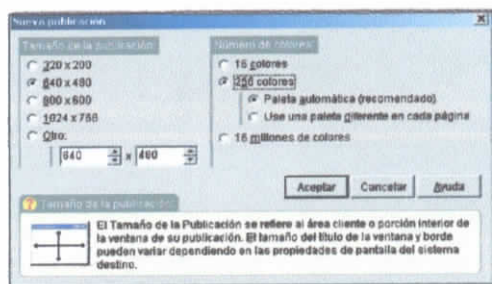 Nueva publicación
Tamaño de la publicación:
320 x 200
640 x 480
800 x 600
1024 x 768
Otro:
640 x 480
Número de colores:
16 colores
256 colores
Paleta automática (recomendado)
Use una paleta diferente en cada página
16 millones de colores
Aceptar Cancelar Ayuda
Tamaño de la publicación:
El Tamaño de la Publicación se refiere al área cliente o porción interior de
la ventana de su publicación. El tamaño del título de la ventana y borde
pueden variar dependiendo en las propiedades de pantalla del sistema
destino.